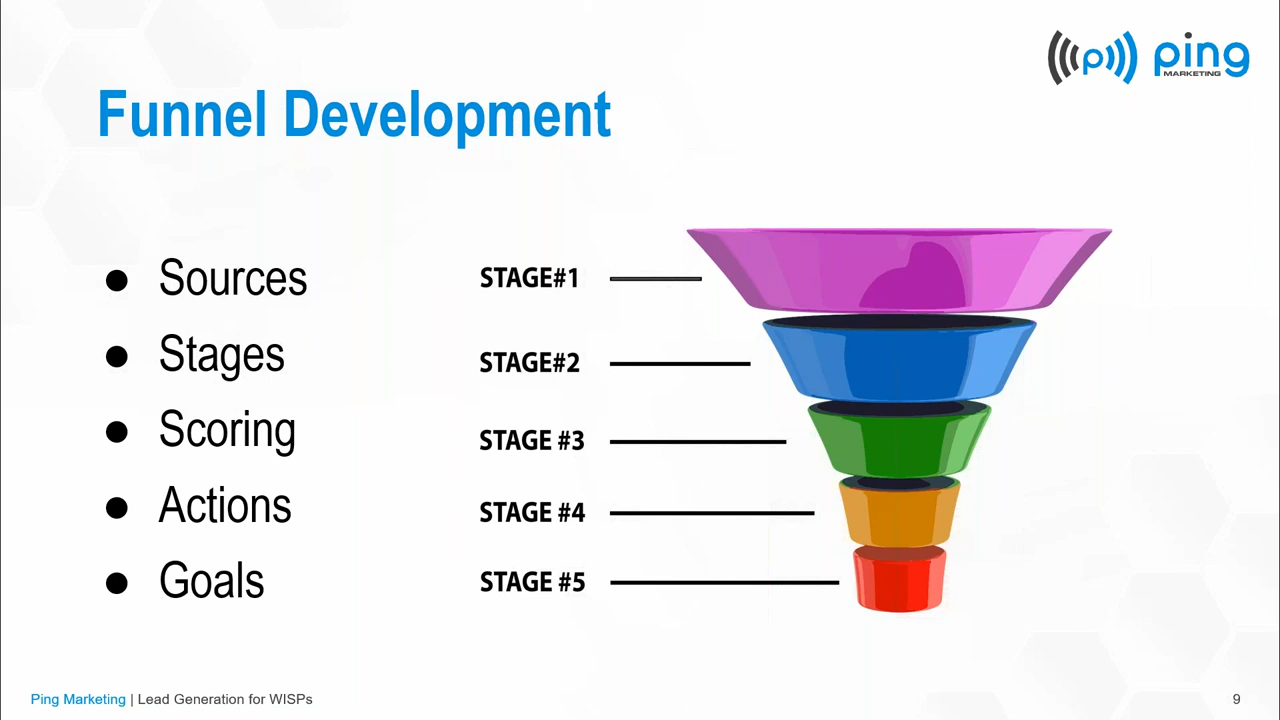 p ping
MARKETING
Funnel Development
● Sources
● Stages
● Scoring
● Actions
● Goals
STAGE#1
STAGE#2
STAGE #3
STAGE #4
STAGE #5
Ping Marketing | Lead Generation for WISPs
9